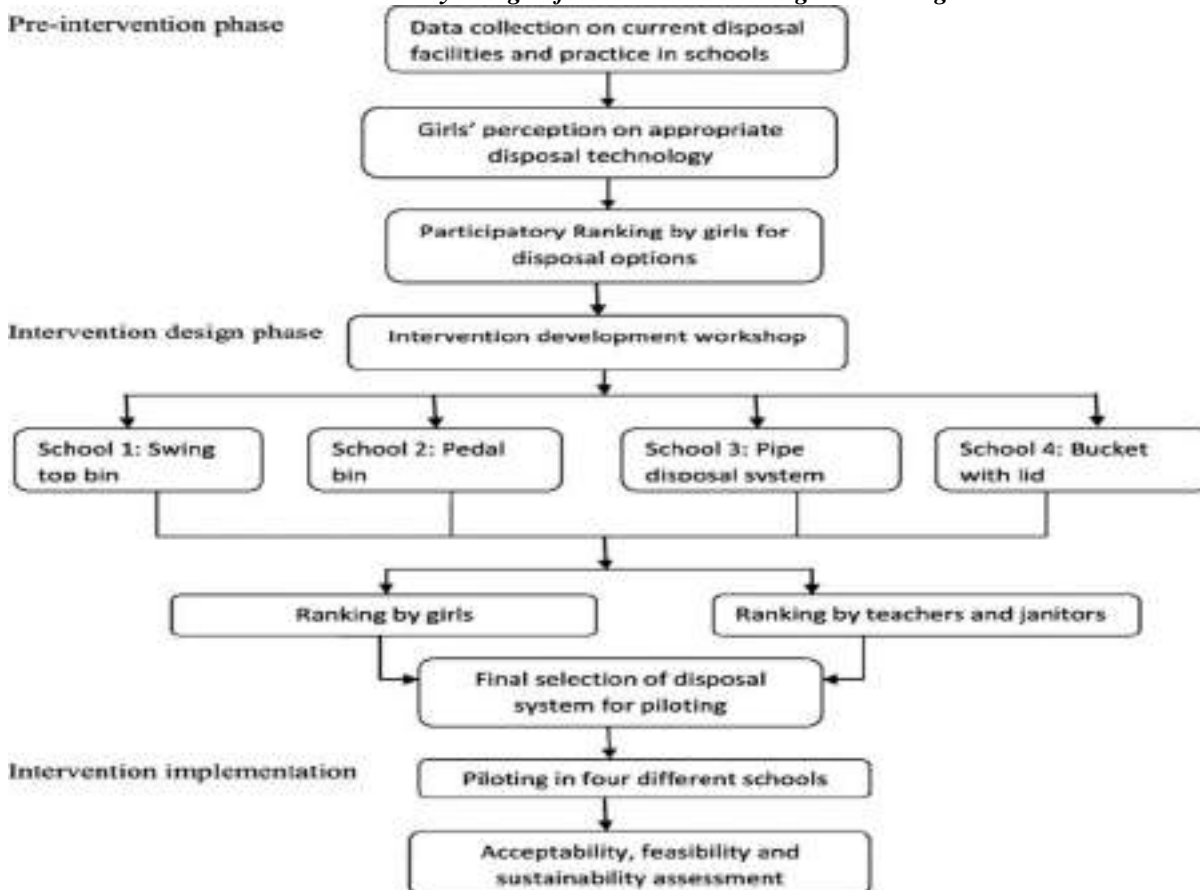 Pre-intervention phase
Data collection on current disposal
facilities and practice in schools
Girls' perception on appropriate
disposal technology
Participatory Ranking by girls for
disposal options
Intervention design phase
Intervention development workshop
School 1: Swing
top bin
School 2: Pedal
bin
School 3: Pipe
disposal system
School 4: Bucket
with lid
Ranking by girls
Ranking by teachers and janitors
Final selection of disposal
system for piloting
Intervention implementation
Piloting in four different schools
Acceptability, feasibility and
sustainability assessment